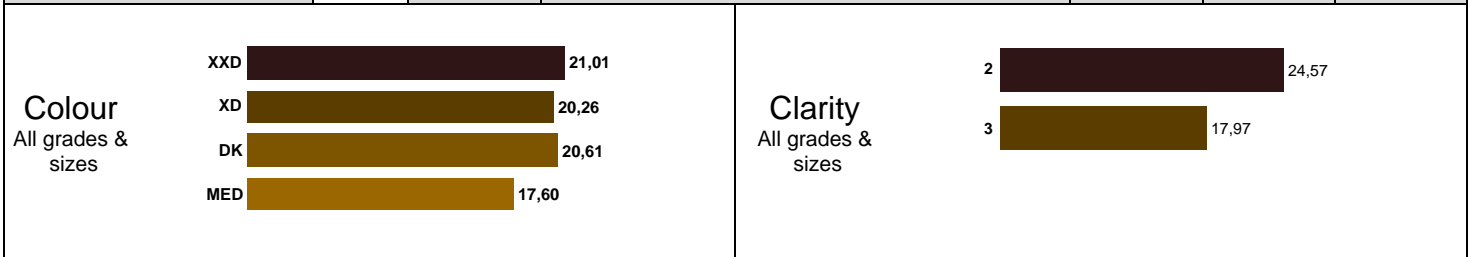 Colour
All grades &
sizes
XXD 21,01
XD 20,26
DK 20,61
MED 17,60
Clarity
All grades &
sizes
2 24,57
3 17,97